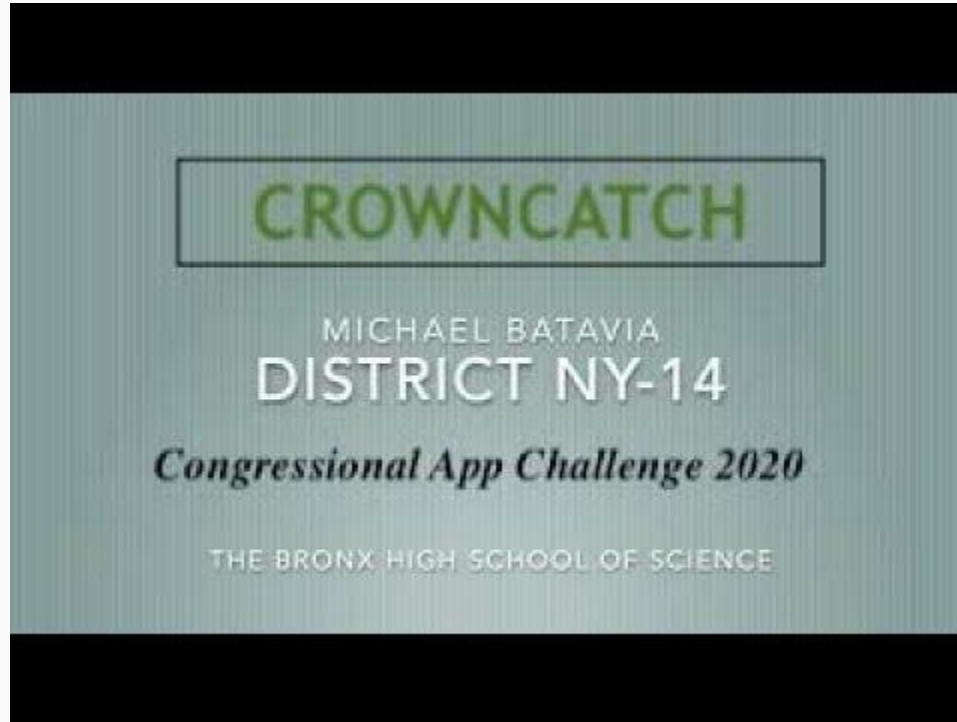 CROWNCATCH
MICHAEL BATAVIA
DISTRICT NY-14
Congressional App Challenge 2020
THE BRONX HIGH SCHOOL OF SCIENCE